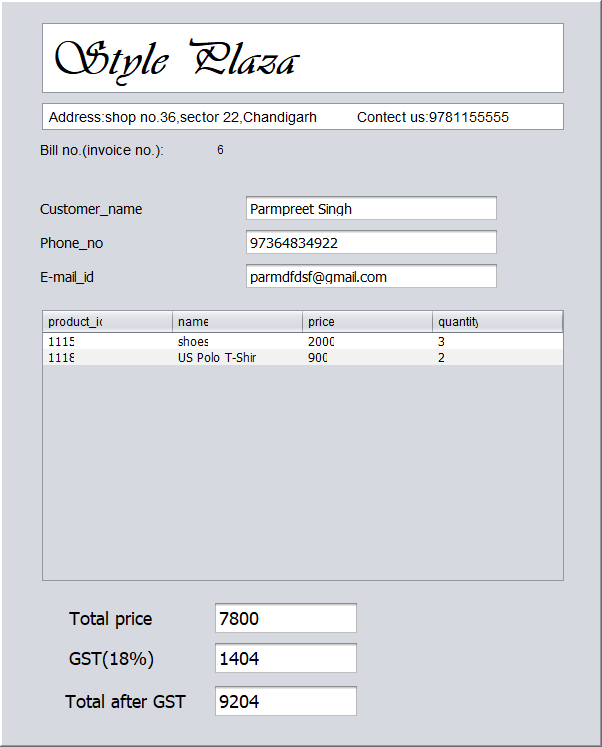 Style Plaza
Address:shop no.36,sector 22,Chandigarh Contect us:9781155555
Bill no.(invoice no.): 6
Customer_name Parmpreet Singh
Phone_no 97364834922
E-mail_id parmdfdsf@gmail.com
product_id name price quantity
1115 shoes 2000 3
1118 US Polo T-Shir 900 2
Total price 7800
GST(18%) 1404
Total after GST 9204